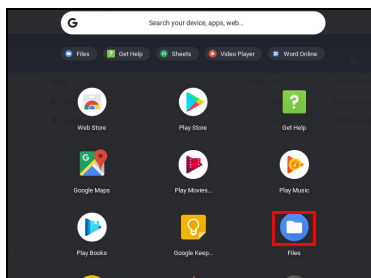 G Search your device, apps, web...
Files Get Help Sheets Video Player Word Online
Web Store Play Store Get Help
Google Maps Play Movies... Play Music
Play Books Google Keep... Files